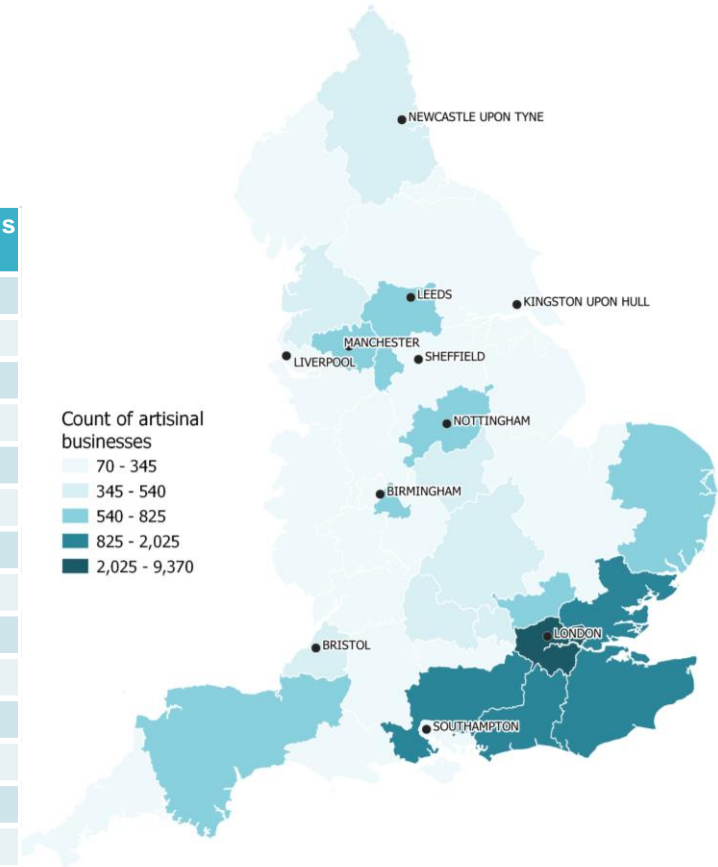 s
NEWCASTLE UPON TYNE
LEEDS
KINGSTON UPON HULL
MANCHESTER
LIVERPOOL
SHEFFIELD
Count of artisinal
businesses
70 - 345
345 - 540
540 - 825
825 - 2,025
2,025 - 9,370
NOTTINGHAM
BIRMINGHAM
LONDON
BRISTOL
SOUTHAMPTON